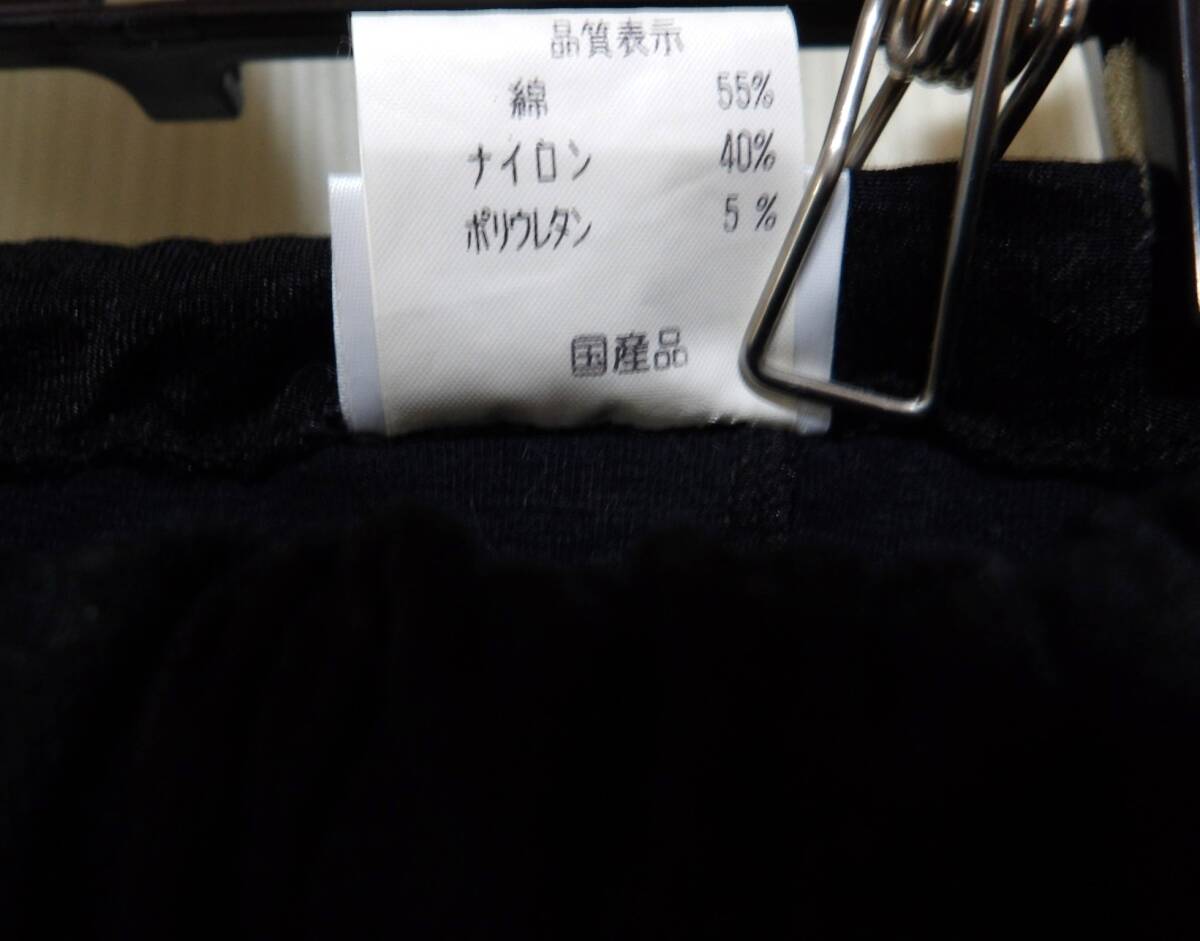 品質表示
綿 55%
ナイロン 40%
ポリウレタン 5 %
国産品